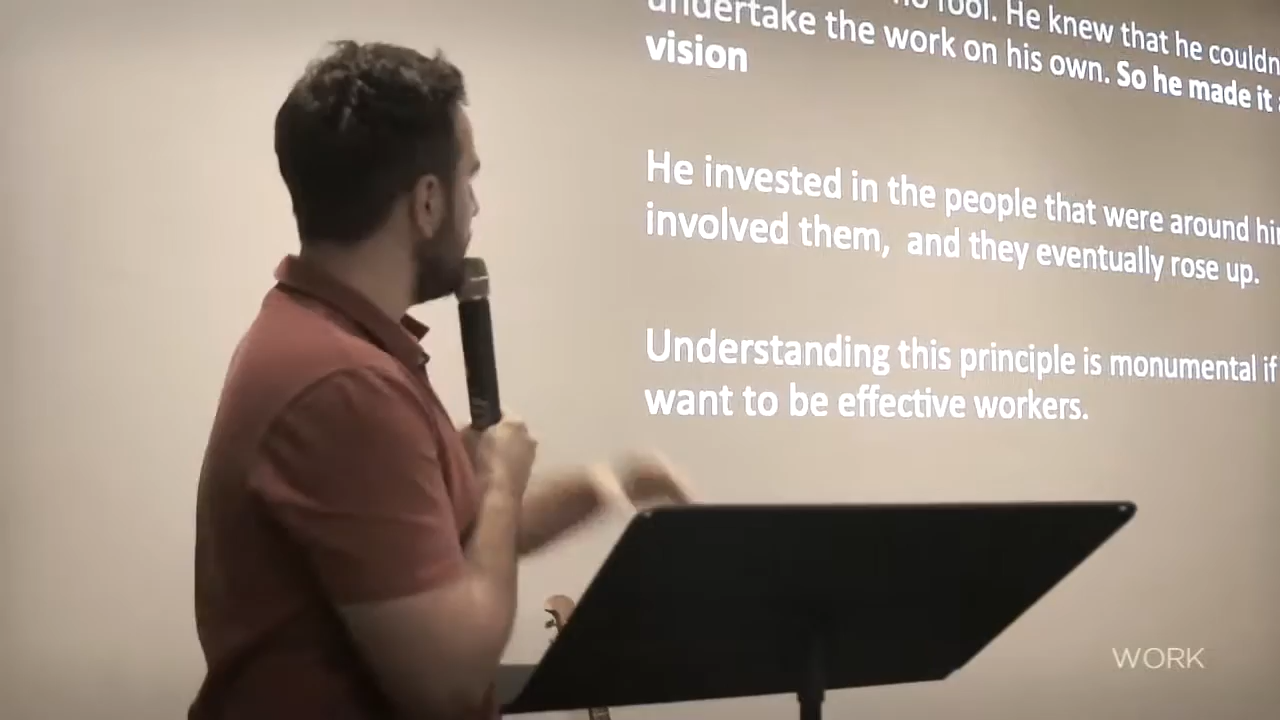 no fool. He knew that he couldn
undertake the work on his own. So he made it
vision
He invested in the people that were around hi
involved them, and they eventually rose up.
Understanding this principle is monumental if
want to be effective workers.
WORK